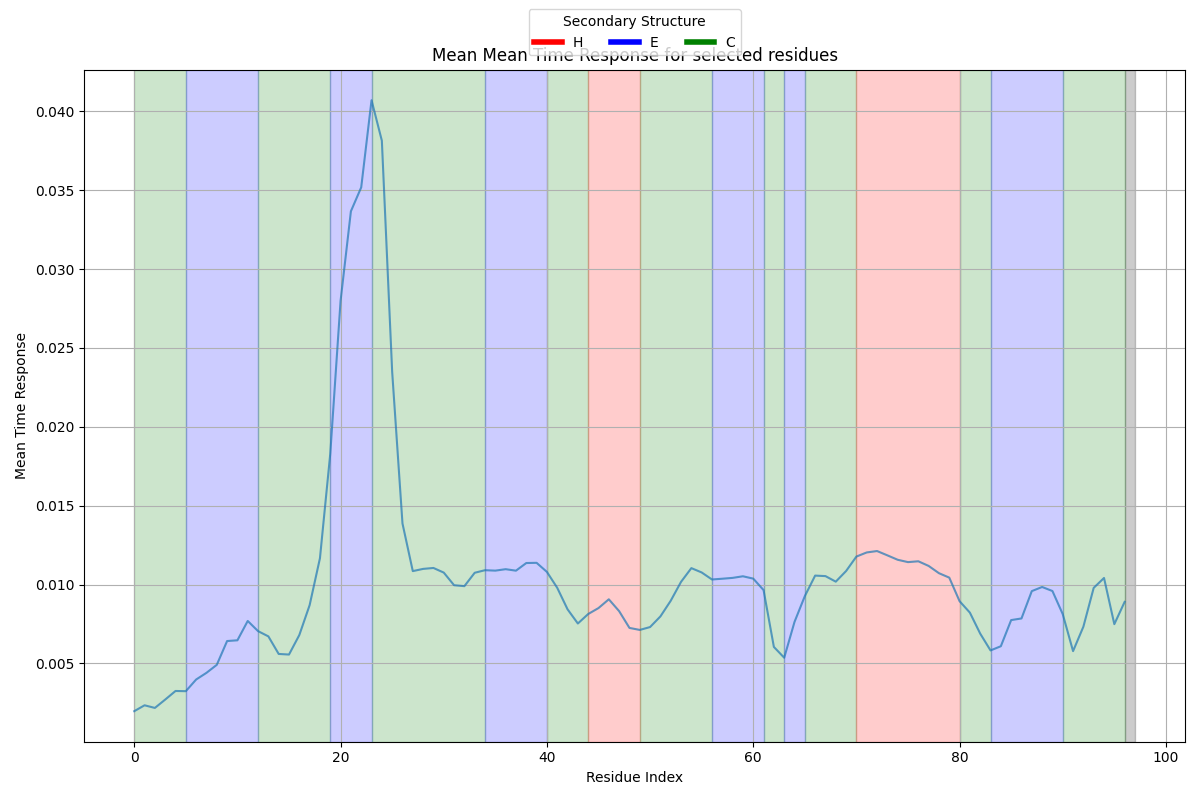 Secondary Structure
H E C
Mean Mean Time Response for selected residues
0.040
0.035
0.030
0.025
0.020
0.015
0.010
0.005
Mean Time Response
0 20 40 60 80 100
Residue Index